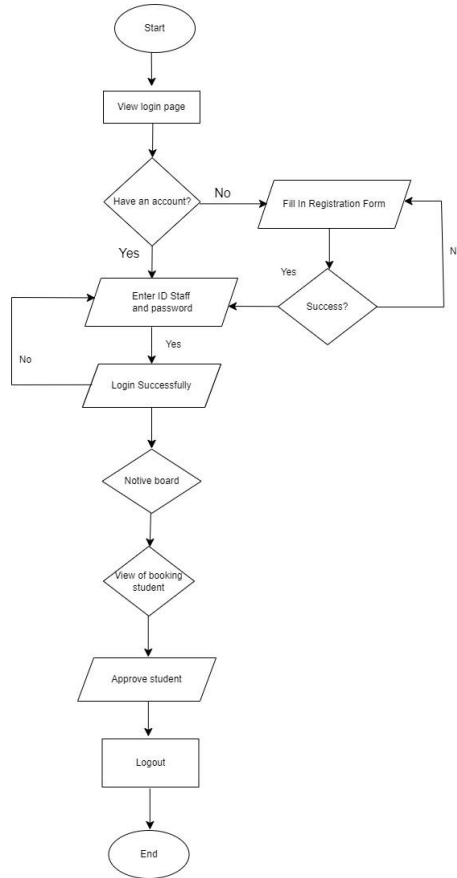 Start
View login page
Have an account?
No
Fill In Registration Form
N
Yes
Yes
Enter ID Staff
and password
Success?
Yes
No
Login Successfully
Notive board
View of booking
student
Approve student
Logout
End